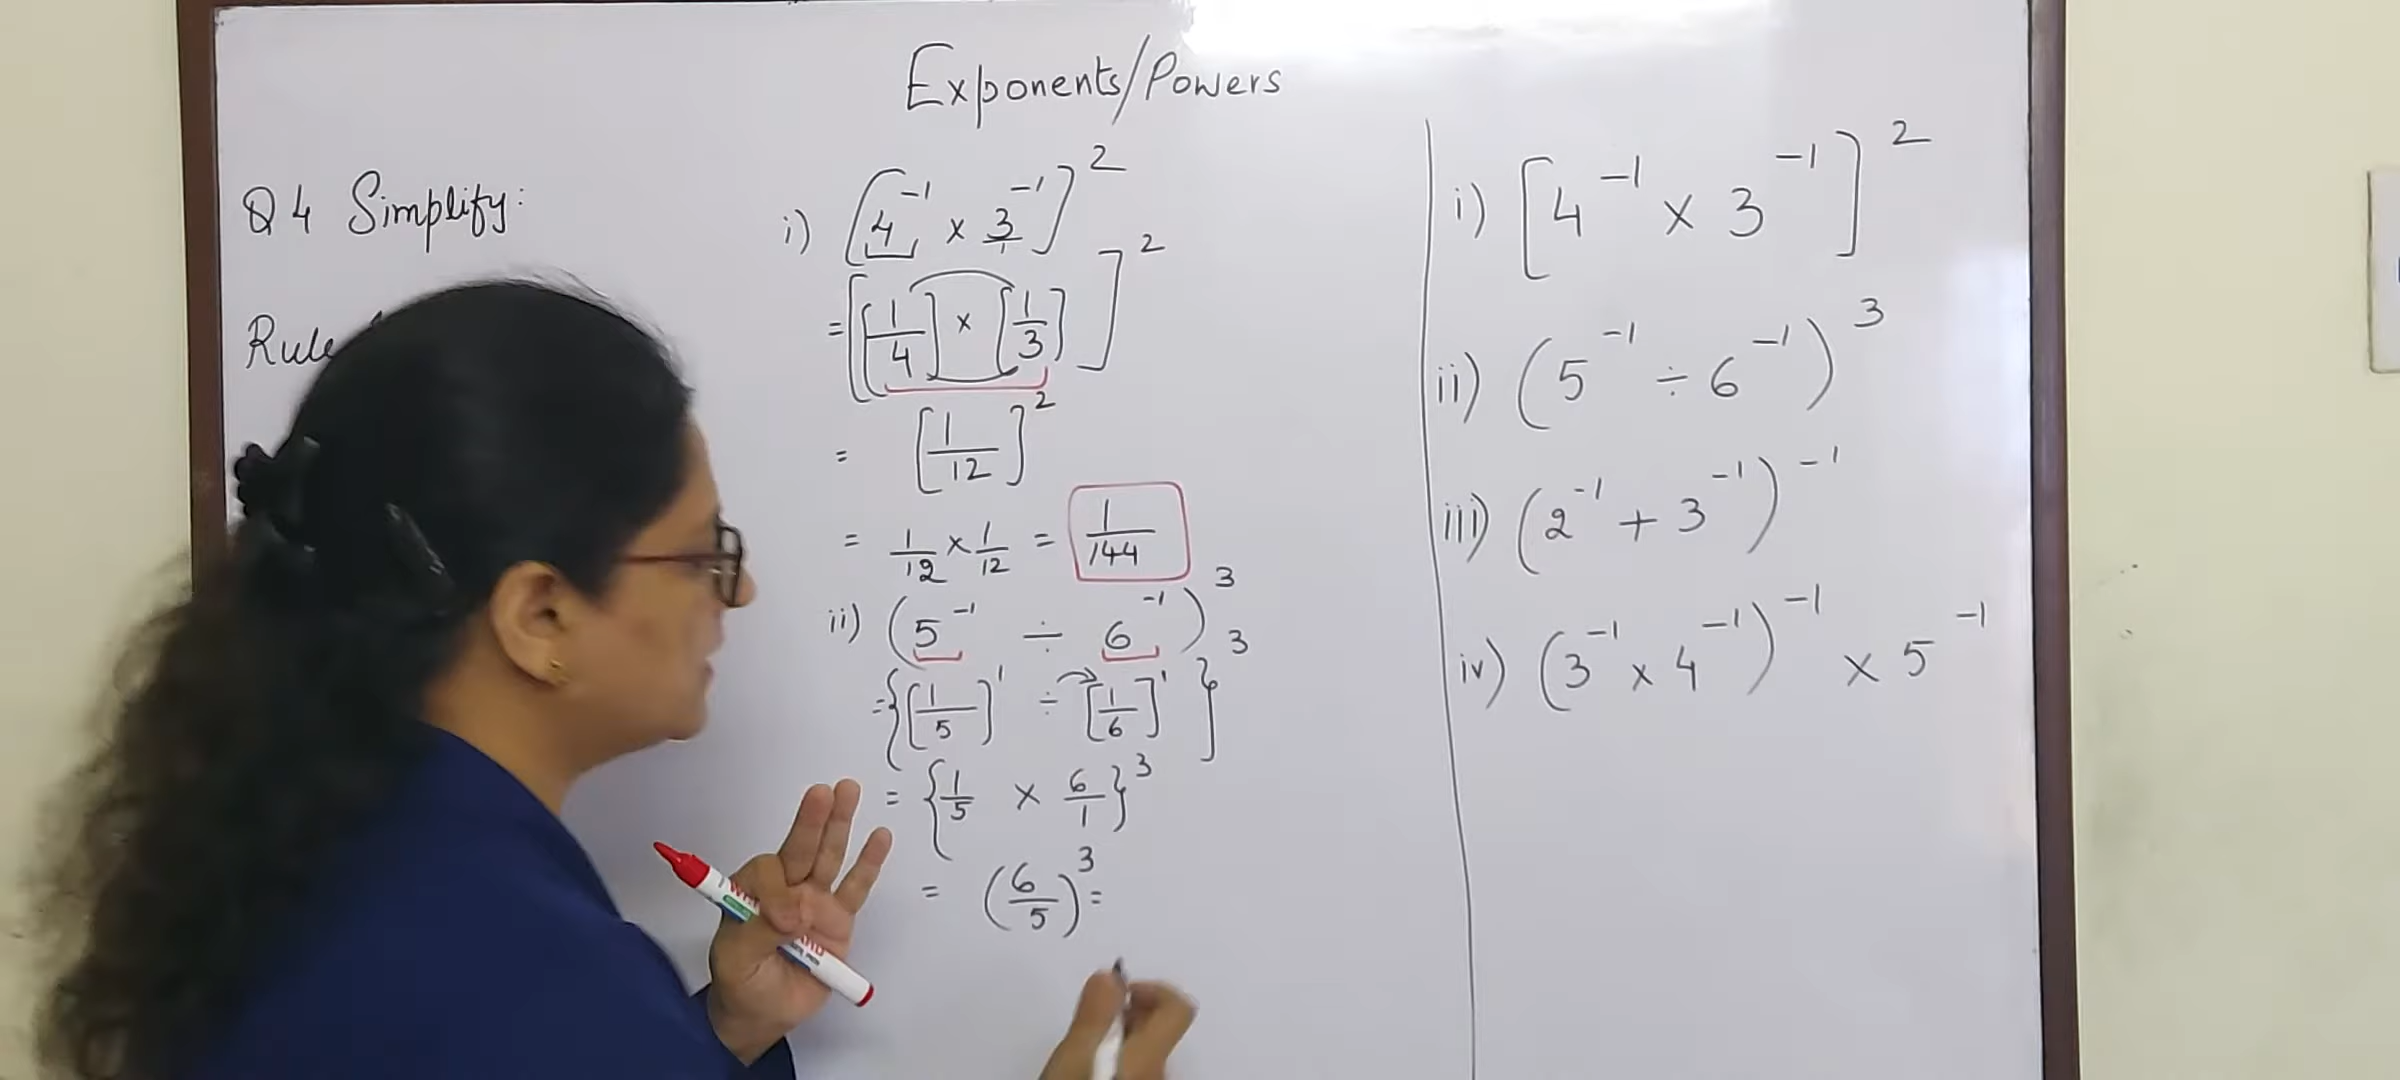 Exponents/Powers
Q4 Simplify:
Rule
i) [4⁻¹ × 3⁻¹]²
= [[1/4] × [1/3]]²
= [1/12]²
= 1/12 × 1/12 = 1/144
ii) (5⁻¹ ÷ 6⁻¹)³
= {[1/5]¹ ÷ [1/6]¹}³
= {1/5 × 6/1}³
= (6/5)³ =
i) [4⁻¹ × 3⁻¹]²
ii) (5⁻¹ ÷ 6⁻¹)³
iii) (2⁻¹ + 3⁻¹)⁻¹
iv) (3⁻¹ × 4⁻¹)⁻¹ × 5⁻¹